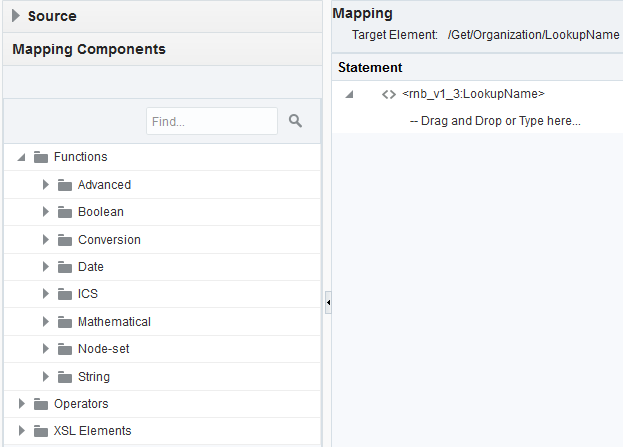 Source
Mapping Components
Find...
Functions
Advanced
Boolean
Conversion
Date
ICS
Mathematical
Node-set
String
Operators
XSL Elements
Mapping
Target Element: /Get/Organization/LookupName
Statement
<> <rnb_v1_3:LookupName>
-- Drag and Drop or Type here...